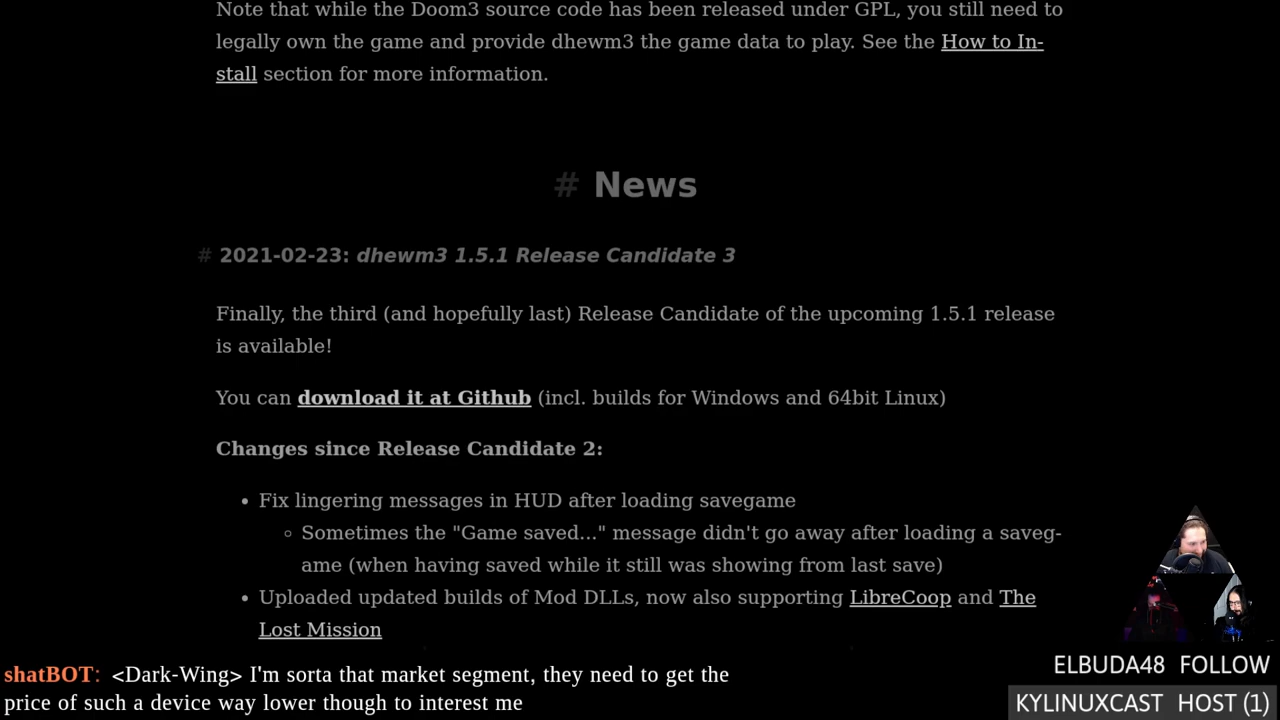 Note that while the Doom3 source code has been released under GPL, you still need to
legally own the game and provide dhewm3 the game data to play. See the How to In-
stall section for more information.
# News
# 2021-02-23: dhewm3 1.5.1 Release Candidate 3
Finally, the third (and hopefully last) Release Candidate of the upcoming 1.5.1 release
is available!
You can download it at Github (incl. builds for Windows and 64bit Linux)
Changes since Release Candidate 2:
• Fix lingering messages in HUD after loading savegame
◦ Sometimes the "Game saved..." message didn't go away after loading a saveg-
ame (when having saved while it still was showing from last save)
• Uploaded updated builds of Mod DLLs, now also supporting LibreCoop and The
Lost Mission
shatBOT: <Dark-Wing> I'm sorta that market segment, they need to get the
price of such a device way lower though to interest me
ELBUDA48 FOLLOW
KYLINUXCAST HOST (1)